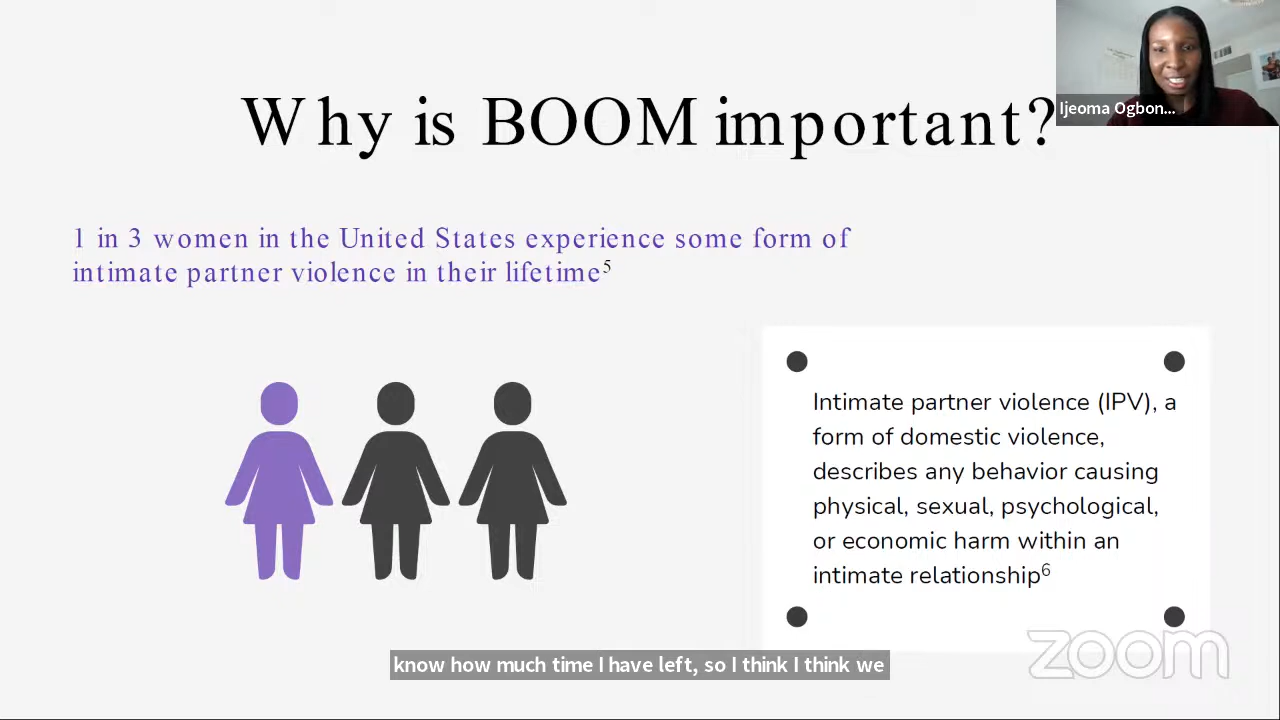 Why is BOOM important?
Ijeoma Ogbon...
1 in 3 women in the United States experience some form of
intimate partner violence in their lifetime⁵
Intimate partner violence (IPV), a
form of domestic violence,
describes any behavior causing
physical, sexual, psychological,
or economic harm within an
intimate relationship⁶
know how much time I have left, so I think I think we
zoom